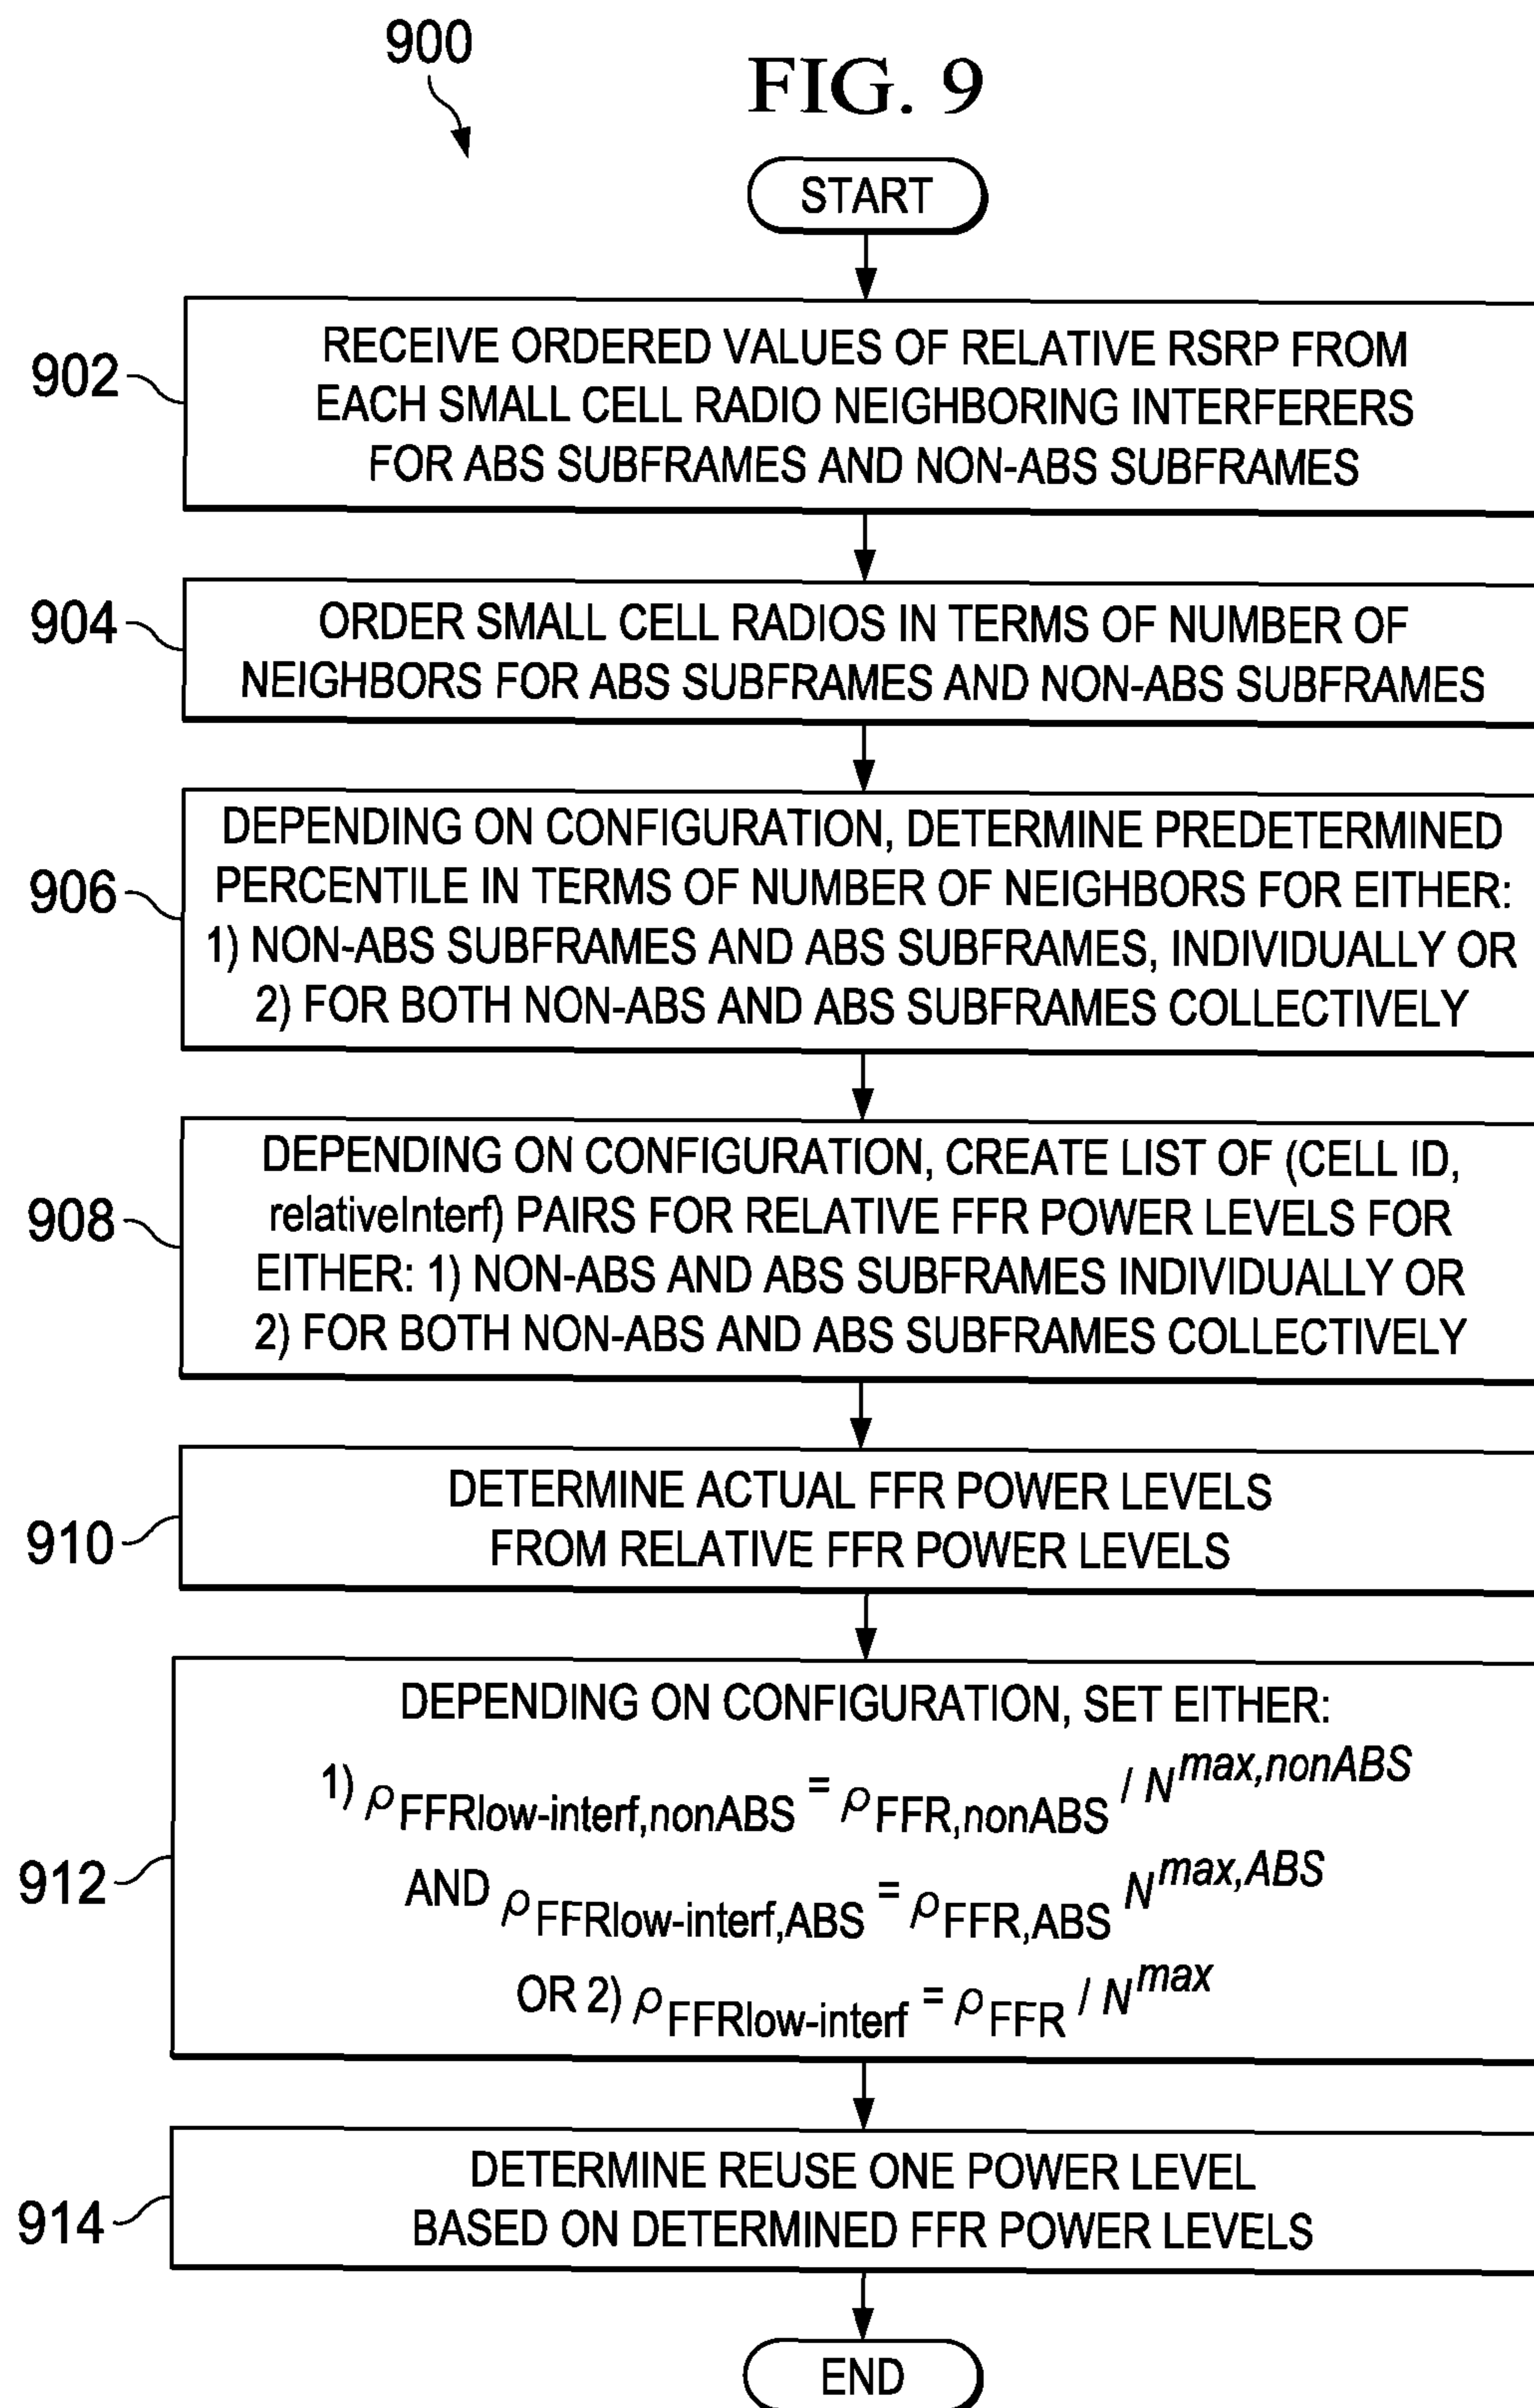 900
FIG. 9
START
902
RECEIVE ORDERED VALUES OF RELATIVE RSRP FROM
EACH SMALL CELL RADIO NEIGHBORING INTERFERERS
FOR ABS SUBFRAMES AND NON-ABS SUBFRAMES
904
ORDER SMALL CELL RADIOS IN TERMS OF NUMBER OF
NEIGHBORS FOR ABS SUBFRAMES AND NON-ABS SUBFRAMES
906
DEPENDING ON CONFIGURATION, DETERMINE PREDETERMINED
PERCENTILE IN TERMS OF NUMBER OF NEIGHBORS FOR EITHER:
1) NON-ABS SUBFRAMES AND ABS SUBFRAMES, INDIVIDUALLY OR
2) FOR BOTH NON-ABS AND ABS SUBFRAMES COLLECTIVELY
908
DEPENDING ON CONFIGURATION, CREATE LIST OF (CELL ID,
relativeInterf) PAIRS FOR RELATIVE FFR POWER LEVELS FOR
EITHER: 1) NON-ABS AND ABS SUBFRAMES INDIVIDUALLY OR
2) FOR BOTH NON-ABS AND ABS SUBFRAMES COLLECTIVELY
910
DETERMINE ACTUAL FFR POWER LEVELS
FROM RELATIVE FFR POWER LEVELS
912
DEPENDING ON CONFIGURATION, SET EITHER:
1) ρ FFRlow-interf,nonABS = ρ FFR,nonABS / N max,nonABS
AND ρ FFRlow-interf,ABS = ρ FFR,ABS N max,ABS
OR 2) ρ FFRlow-interf = ρ FFR / N max
914
DETERMINE REUSE ONE POWER LEVEL
BASED ON DETERMINED FFR POWER LEVELS
END